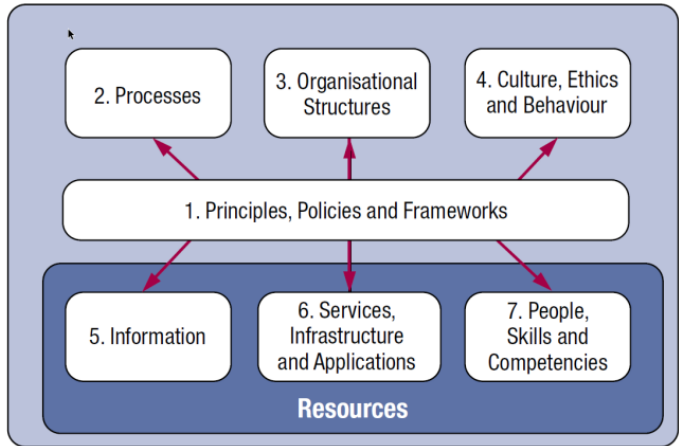 2. Processes
3. Organisational
Structures
4. Culture, Ethics
and Behaviour
1. Principles, Policies and Frameworks
5. Information
6. Services,
Infrastructure
and Applications
7. People,
Skills and
Competencies
Resources